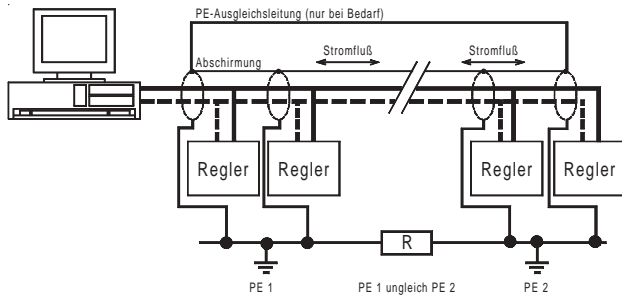 PE-Ausgleichsleitung (nur bei Bedarf)
Abschirmung
Stromfluß
Stromfluß
Regler
Regler
Regler
Regler
R
PE 1
PE 1 ungleich PE 2
PE 2